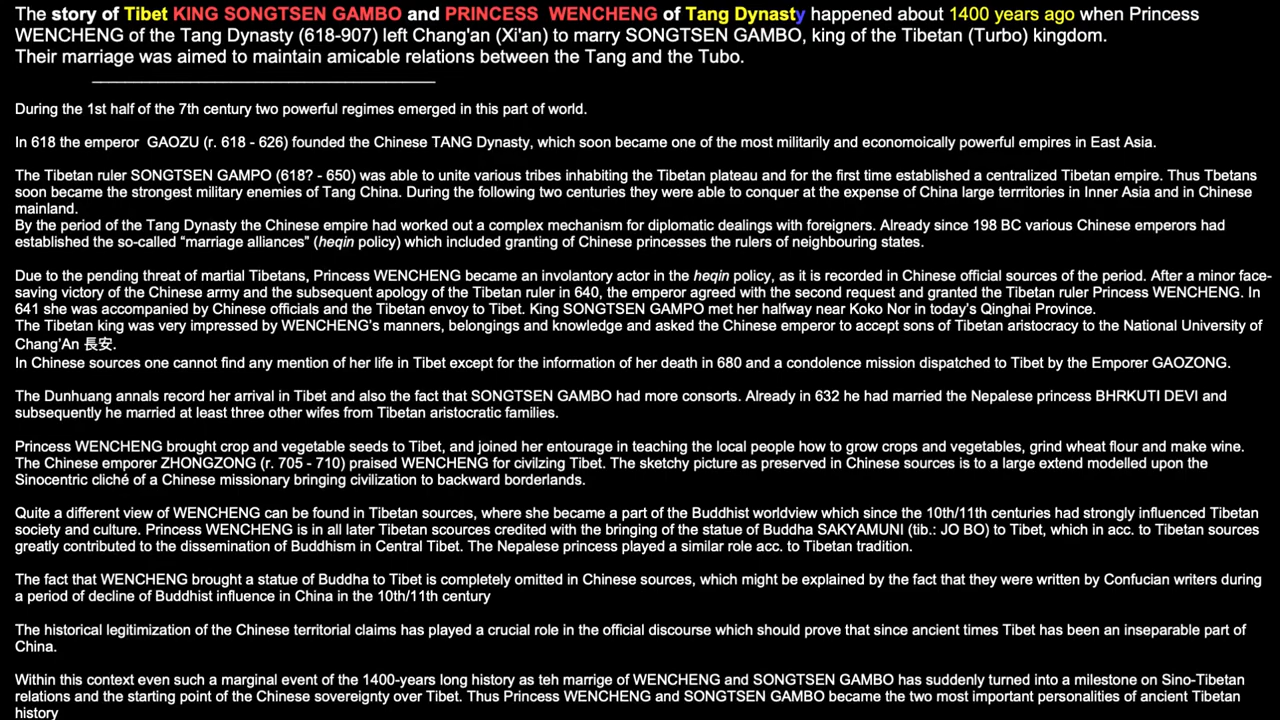 The story of Tibet KING SONGTSEN GAMBO and PRINCESS WENCHENG of Tang Dynasty happened about 1400 years ago when Princess
WENCHENG of the Tang Dynasty (618-907) left Chang'an (Xi'an) to marry SONGTSEN GAMBO, king of the Tibetan (Turbo) kingdom.
Their marriage was aimed to maintain amicable relations between the Tang and the Tubo.
During the 1st half of the 7th century two powerful regimes emerged in this part of world.
In 618 the emperor GAOZU (r. 618 - 626) founded the Chinese TANG Dynasty, which soon became one of the most militarily and economoically powerful empires in East Asia.
The Tibetan ruler SONGTSEN GAMPO (618? - 650) was able to unite various tribes inhabiting the Tibetan plateau and for the first time established a centralized Tibetan empire. Thus Tbetans
soon became the strongest military enemies of Tang China. During the following two centuries they were able to conquer at the expense of China large terrritories in Inner Asia and in Chinese
mainland.
By the period of the Tang Dynasty the Chinese empire had worked out a complex mechanism for diplomatic dealings with foreigners. Already since 198 BC various Chinese emperors had
established the so-called “marriage alliances” (heqin policy) which included granting of Chinese princesses the rulers of neighbouring states.
Due to the pending threat of martial Tibetans, Princess WENCHENG became an involantory actor in the heqin policy, as it is recorded in Chinese official sources of the period. After a minor face-
saving victory of the Chinese army and the subsequent apology of the Tibetan ruler in 640, the emperor agreed with the second request and granted the Tibetan ruler Princess WENCHENG. In
641 she was accompanied by Chinese officials and the Tibetan envoy to Tibet. King SONGTSEN GAMPO met her halfway near Koko Nor in today’s Qinghai Province.
The Tibetan king was very impressed by WENCHENG’s manners, belongings and knowledge and asked the Chinese emperor to accept sons of Tibetan aristocracy to the National University of
Chang’An 長安.
In Chinese sources one cannot find any mention of her life in Tibet except for the information of her death in 680 and a condolence mission dispatched to Tibet by the Emporer GAOZONG.
The Dunhuang annals record her arrival in Tibet and also the fact that SONGTSEN GAMBO had more consorts. Already in 632 he had married the Nepalese princess BHRKUTI DEVI and
subsequently he married at least three other wifes from Tibetan aristocratic families.
Princess WENCHENG brought crop and vegetable seeds to Tibet, and joined her entourage in teaching the local people how to grow crops and vegetables, grind wheat flour and make wine.
The Chinese emporer ZHONGZONG (r. 705 - 710) praised WENCHENG for civilzing Tibet. The sketchy picture as preserved in Chinese sources is to a large extend modelled upon the
Sinocentric cliché of a Chinese missionary bringing civilization to backward borderlands.
Quite a different view of WENCHENG can be found in Tibetan sources, where she became a part of the Buddhist worldview which since the 10th/11th centuries had strongly influenced Tibetan
society and culture. Princess WENCHENG is in all later Tibetan scources credited with the bringing of the statue of Buddha SAKYAMUNI (tib.: JO BO) to Tibet, which in acc. to Tibetan sources
greatly contributed to the dissemination of Buddhism in Central Tibet. The Nepalese princess played a similar role acc. to Tibetan tradition.
The fact that WENCHENG brought a statue of Buddha to Tibet is completely omitted in Chinese sources, which might be explained by the fact that they were written by Confucian writers during
a period of decline of Buddhist influence in China in the 10th/11th century
The historical legitimization of the Chinese territorial claims has played a crucial role in the official discourse which should prove that since ancient times Tibet has been an inseparable part of
China.
Within this context even such a marginal event of the 1400-years long history as teh marrige of WENCHENG and SONGTSEN GAMBO has suddenly turned into a milestone on Sino-Tibetan
relations and the starting point of the Chinese sovereignty over Tibet. Thus Princess WENCHENG and SONGTSEN GAMBO became the two most important personalities of ancient Tibetan
history